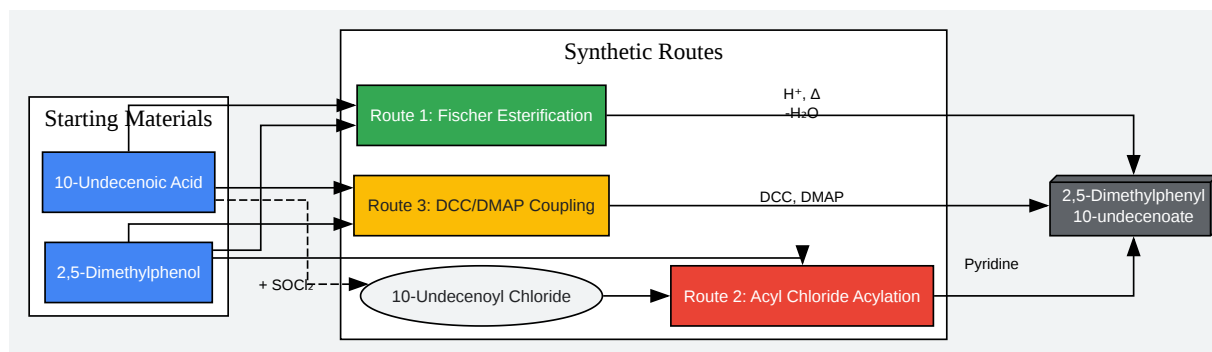 Synthetic Routes
Starting Materials
Route 1: Fischer Esterification
H⁺, Δ
-H₂O
10-Undecenoic Acid
Route 3: DCC/DMAP Coupling
DCC, DMAP
2,5-Dimethylphenyl
10-undecenoate
2,5-Dimethylphenol
+ SOCl₂
10-Undecenoyl Chloride
Route 2: Acyl Chloride Acylation
Pyridine